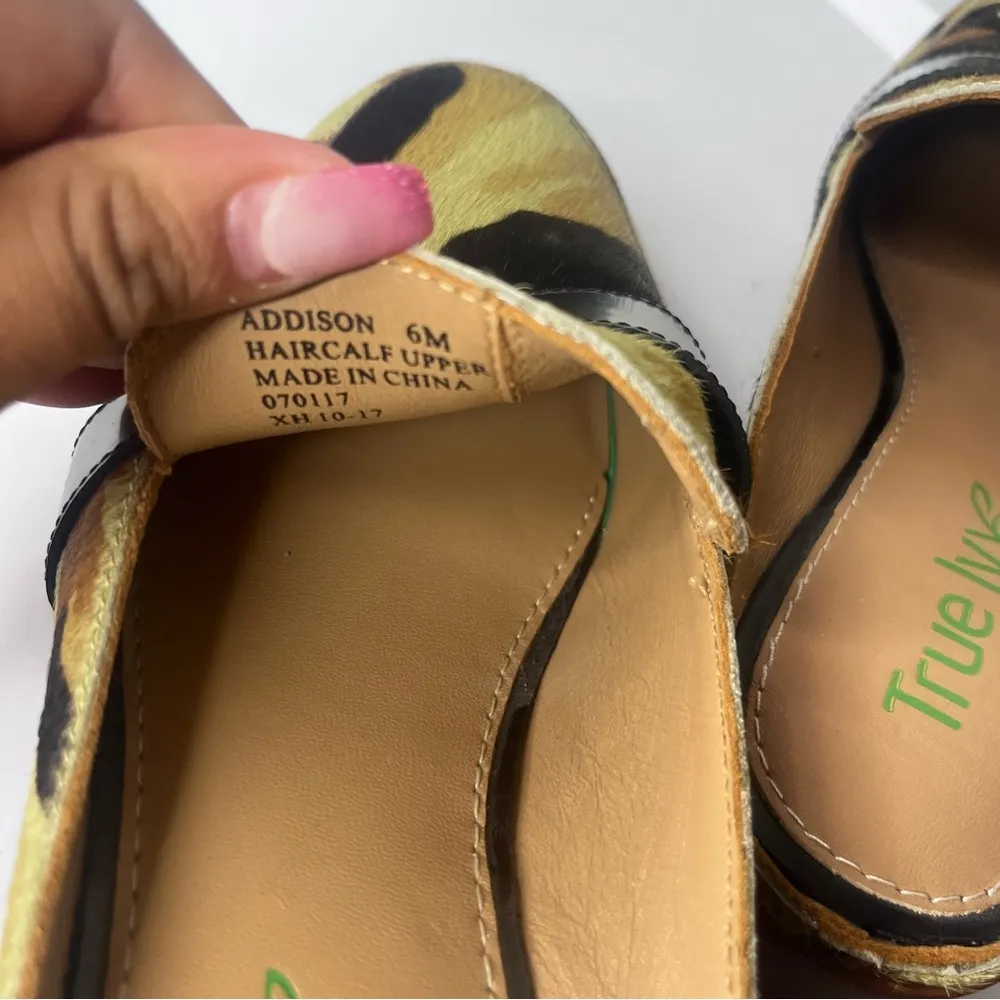 ADDISON 6M
HAIRCALF UPPER
MADE IN CHINA
070117
XH 10-17
True